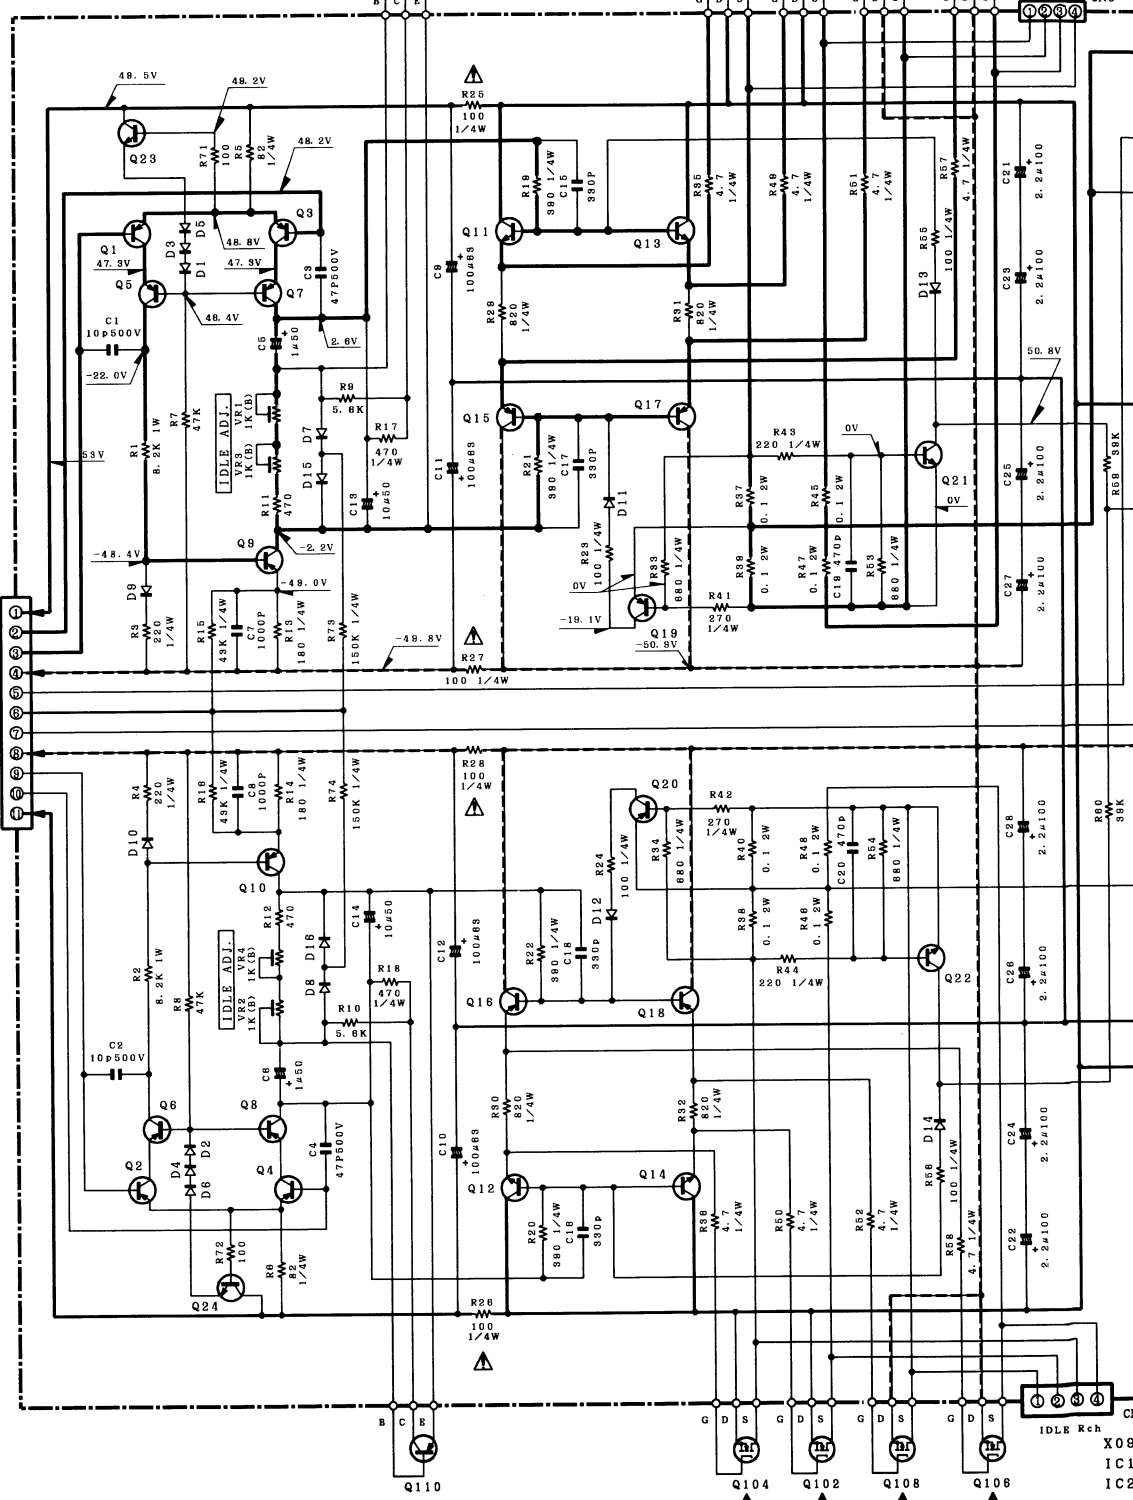 B C E
G D S G D S G D S G D S
① ② ③ ④
49.5V
49.2V
R25
100
1/4W
Q23
R71
100
R5
82
1/4W
48.2V
R19
390 1/4W
C15
330P
R35
4.7
1/4W
R49
4.7
1/4W
R51
4.7
1/4W
R57
4.7 1/4W
C21
2.2μ100
Q1
Q3
D3
D5
D1
48.8V
47.3V
47.3V
Q5
Q7
C3
47P500V
Q11
Q13
C9
100μ63
R55
100 1/4W
D13
C23
2.2μ100
46.4V
C1
10p500V
R29
820
1/4W
R31
820
1/4W
C5
1μ50
2.6V
-22.0V
50.8V
R9
5.6K
Q15
Q17
R7
47K
IDLE ADJ.
VR1
1K(B)
VR3
1K(B)
R17
470
1/4W
R43
220 1/4W
0V
R1
8.2K 1W
53V
D7
D15
C11
100μ63
R21
390 1/4W
C17
330P
D11
Q21
R59
39K
C25
2.2μ100
R11
470
C13
10μ50
R37
0.1 2W
R45
0.1 2W
0V
-2.2V
Q9
-48.4V
R23
100 1/4W
R33
680 1/4W
R39
0.1 2W
R47
0.1 2W
C19 470p
R53
680 1/4W
C27
2.2μ100
D9
-49.0V
0V
R41
270
1/4W
R3
220
1/4W
R15
43K 1/4W
C7
1000P
R13
180 1/4W
R73
150K 1/4W
-49.8V
-19.1V
Q19
-50.9V
R27
100 1/4W
① ② ③ ④ ⑤ ⑥ ⑦ ⑧ ⑨ ⑩ ⑪
R28
100
1/4W
R4
220
1/4W
R16
43K 1/4W
C8
1000P
R14
180 1/4W
R74
150K 1/4W
Q20
R42
270
1/4W
R60
39K
D10
Q10
R24
100 1/4W
R34
680 1/4W
R40
0.1 2W
R48
0.1 2W
C20 470p
R54
680 1/4W
C28
2.2μ100
R12
470
C14
10μ50
D12
R38
0.1 2W
R46
0.1 2W
IDLE ADJ.
VR4
1K(B)
VR2
1K(B)
D16
D8
C12
100μ63
R22
390 1/4W
330p
R44
220 1/4W
Q22
C26
2.2μ100
R2
8.2K 1W
R8
47K
R18
470
1/4W
R10
5.6K
Q16
Q18
C2
10p500V
C6
1μ50
Q6
Q8
R30
820
1/4W
R32
820
1/4W
D14
C24
2.2μ100
Q2
D2
D4
D6
Q4
C4
47P500V
C10
100μ63
Q12
Q14
R56
100 1/4W
R72
100
R6
82
1/4W
R20
390 1/4W
330p
R36
4.7
1/4W
R50
4.7
1/4W
R52
4.7
1/4W
R58
4.7 1/4W
C22
2.2μ100
Q24
R26
100
1/4W
① ② ③ ④
B C E
G D S G D S G D S G D S
IDLE Rch
Q110
Q104
Q102
Q108
Q106
X09
IC1
IC2